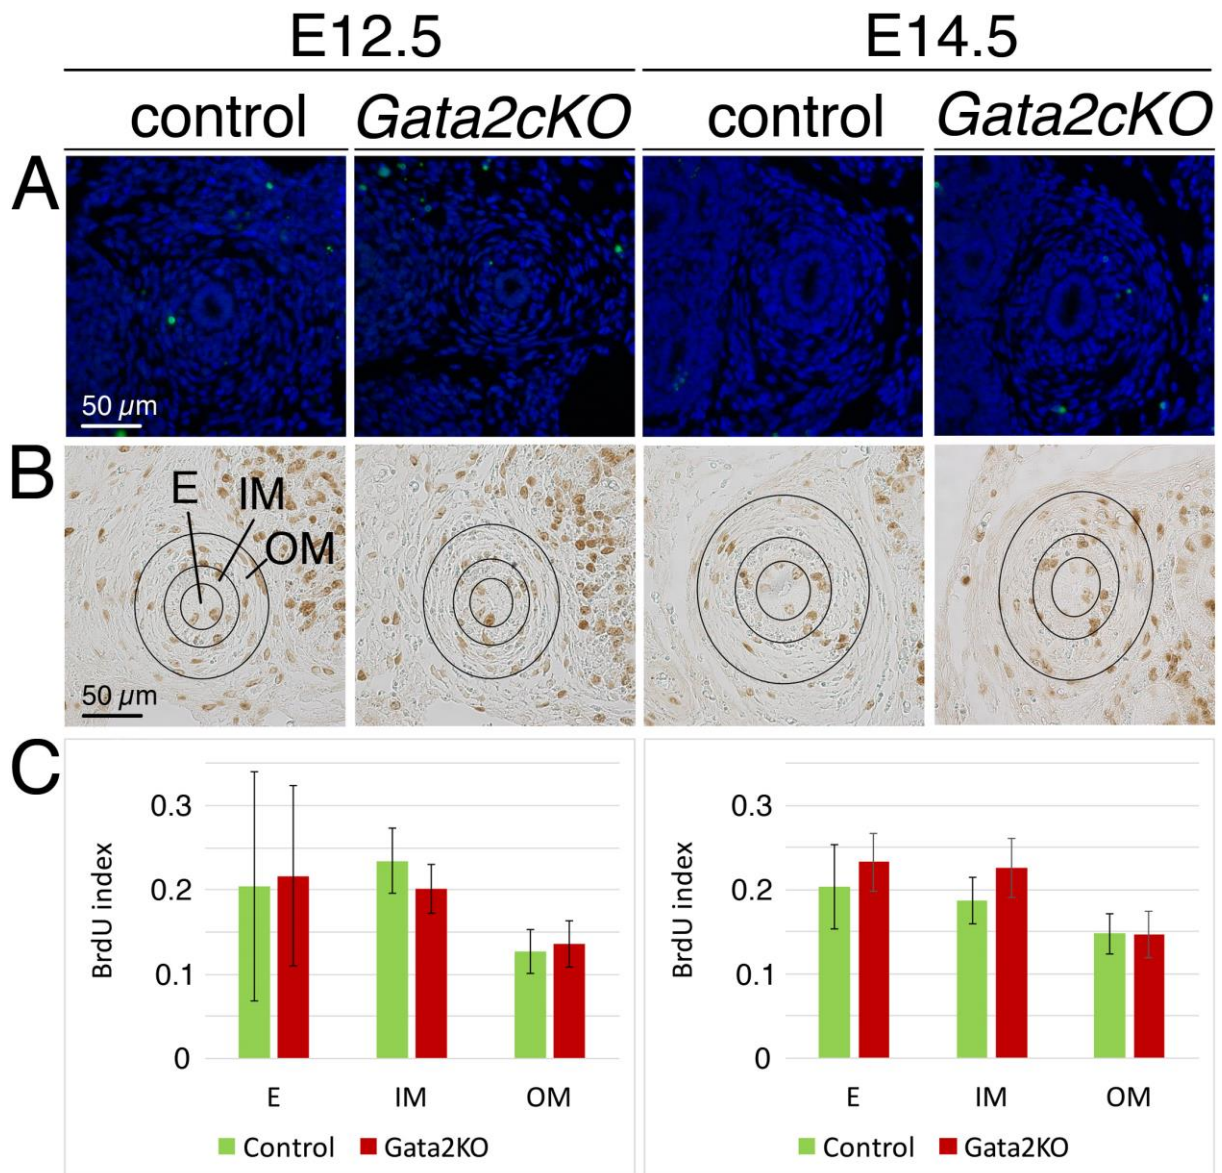 E12.5 E14.5
control Gata2cKO control Gata2cKO
A
50 µm
B
E IM OM
50 µm
C
BrdU index
0.3
0.2
0.1
0
E IM OM
Control Gata2KO
BrdU index
0.3
0.2
0.1
0
E IM OM
Control Gata2KO